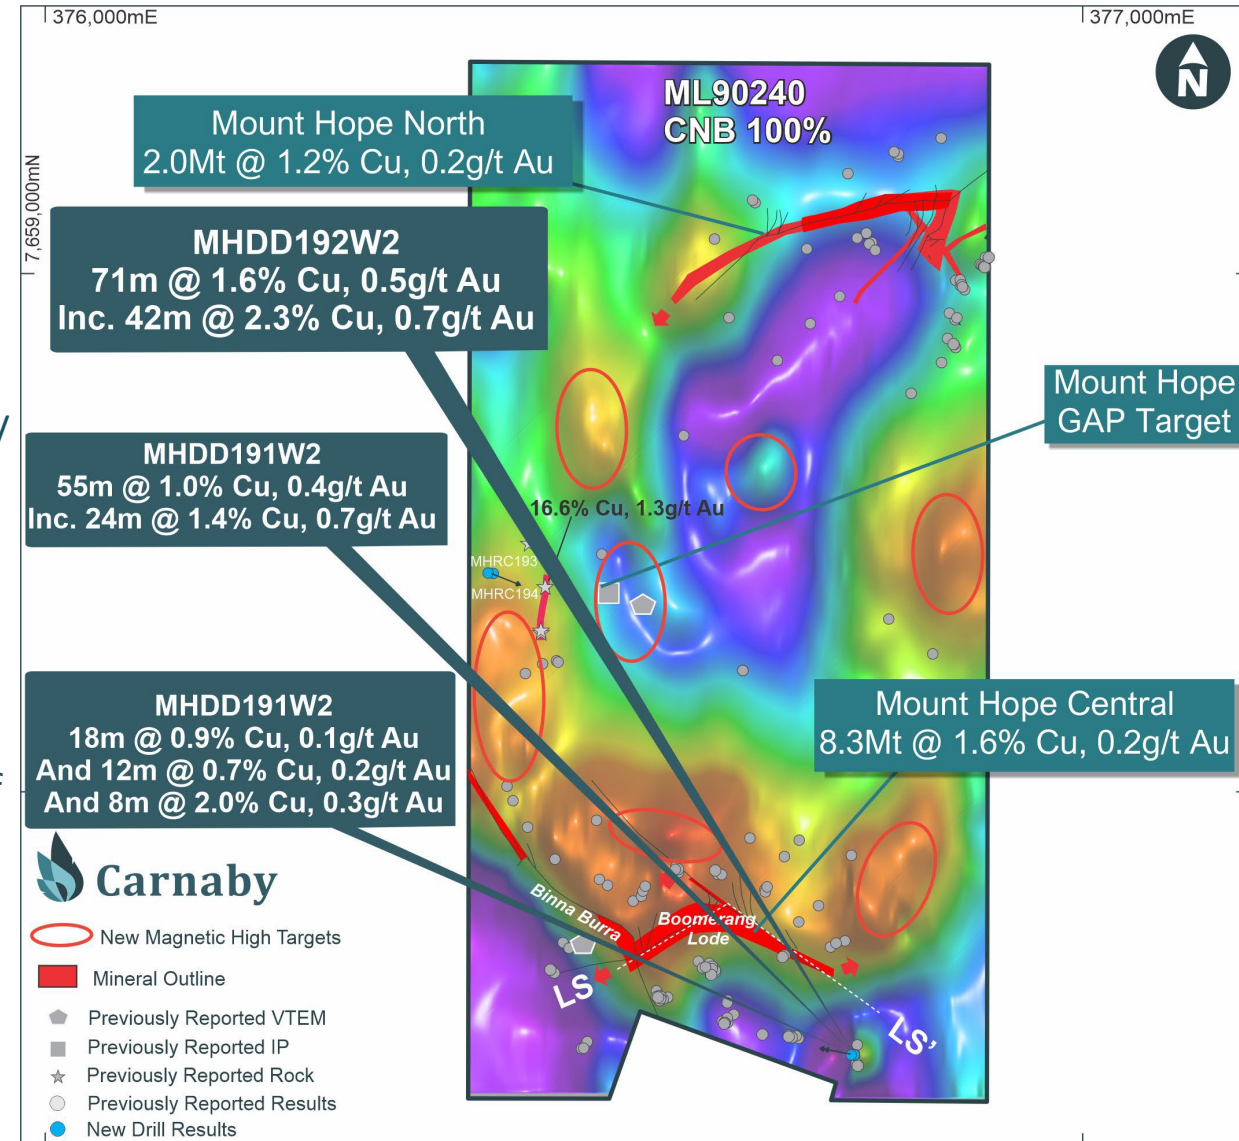 376,000mE
377,000mE
N
7,659,000mN
ML90240
CNB 100%
Mount Hope North
2.0Mt @ 1.2% Cu, 0.2g/t Au
MHDD192W2
71m @ 1.6% Cu, 0.5g/t Au
Inc. 42m @ 2.3% Cu, 0.7g/t Au
Mount Hope
GAP Target
MHDD191W2
55m @ 1.0% Cu, 0.4g/t Au
Inc. 24m @ 1.4% Cu, 0.7g/t Au
16.6% Cu, 1.3g/t Au
MHRC193
MHRC194
MHDD191W2
18m @ 0.9% Cu, 0.1g/t Au
And 12m @ 0.7% Cu, 0.2g/t Au
And 8m @ 2.0% Cu, 0.3g/t Au
Mount Hope Central
8.3Mt @ 1.6% Cu, 0.2g/t Au
Binna Burra
Boomerang
Lode
LS
LS'
Carnaby
New Magnetic High Targets
Mineral Outline
Previously Reported VTEM
Previously Reported IP
Previously Reported Rock
Previously Reported Results
New Drill Results